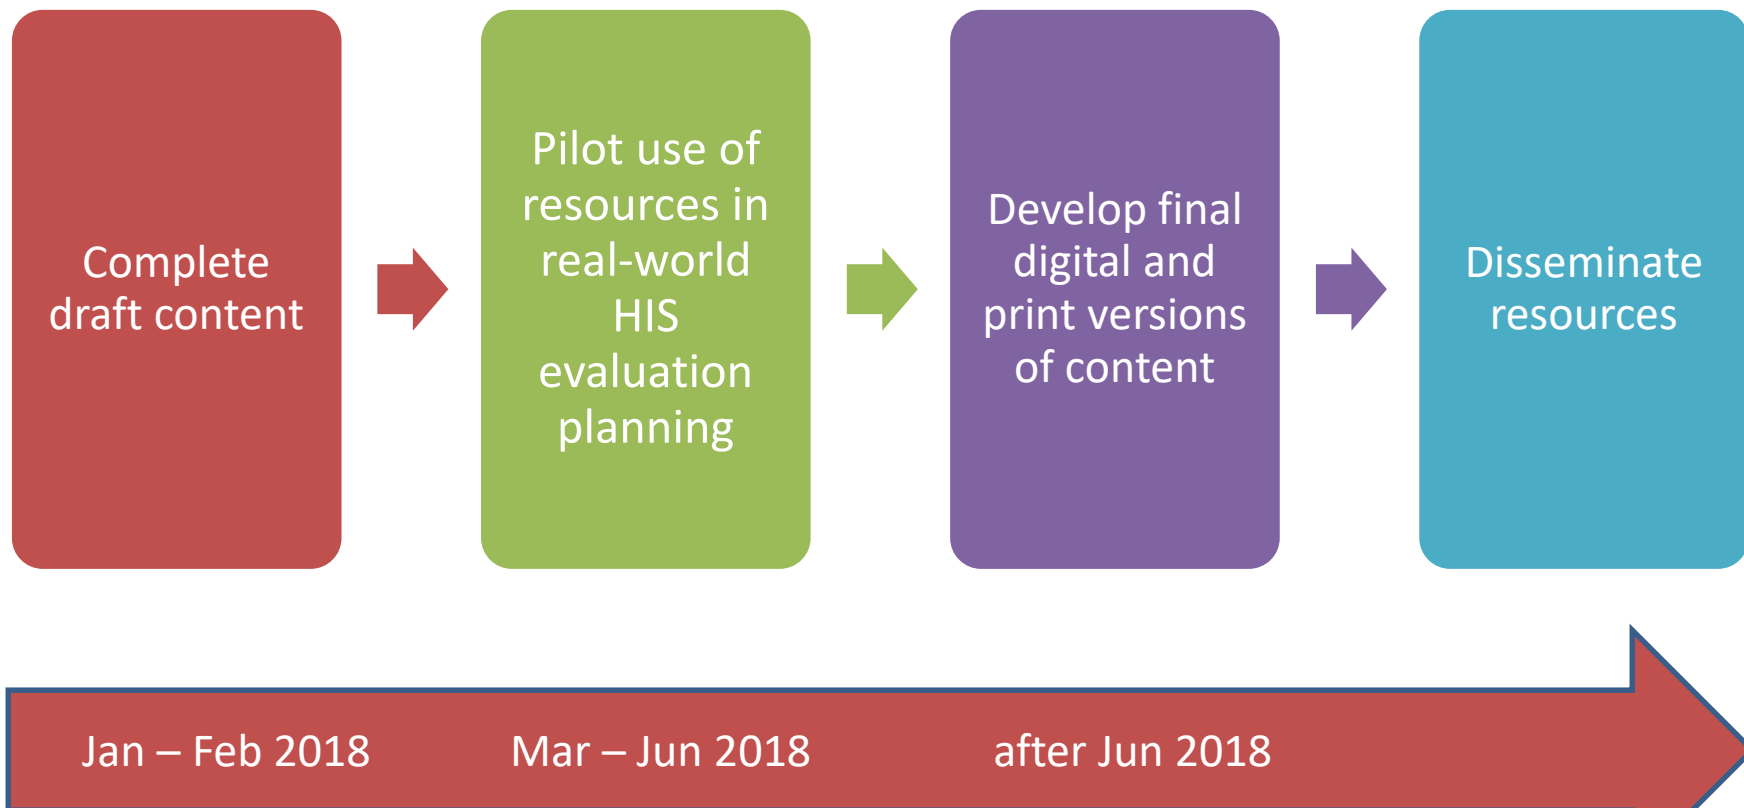 Complete
draft content
Pilot use of
resources in
real-world
HIS
evaluation
planning
Develop final
digital and
print versions
of content
Disseminate
resources
Jan – Feb 2018
Mar – Jun 2018
after Jun 2018